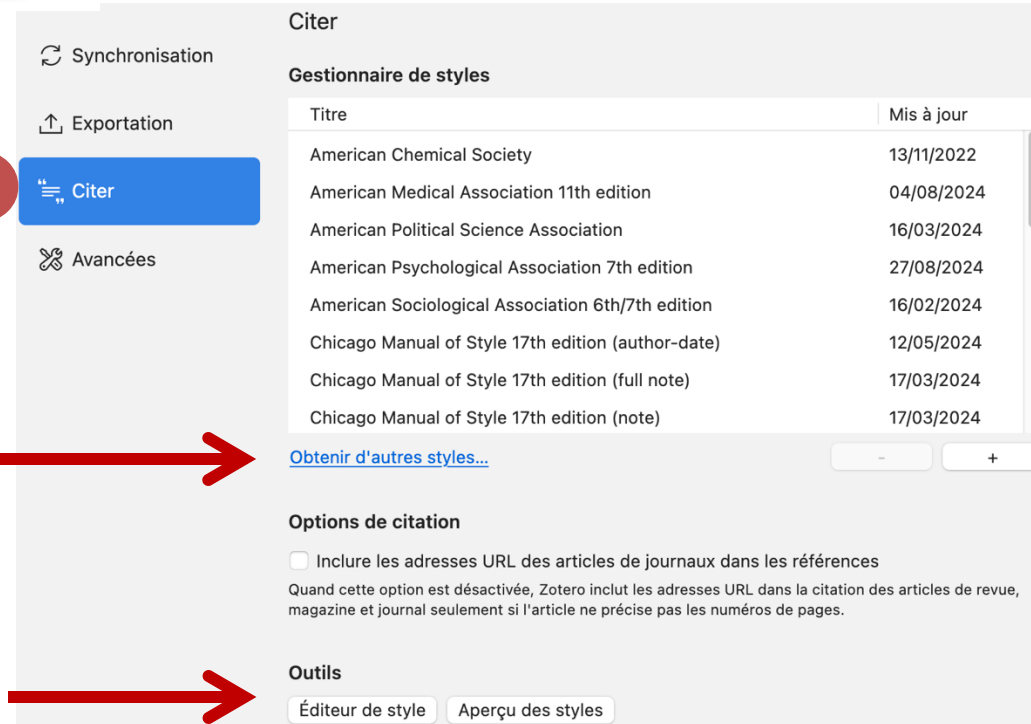 Citer
Synchronisation
Gestionnaire de styles
Titre Mis à jour
Exportation
American Chemical Society 13/11/2022
Citer
American Medical Association 11th edition 04/08/2024
American Political Science Association 16/03/2024
Avancées
American Psychological Association 7th edition 27/08/2024
American Sociological Association 6th/7th edition 16/02/2024
Chicago Manual of Style 17th edition (author-date) 12/05/2024
Chicago Manual of Style 17th edition (full note) 17/03/2024
Chicago Manual of Style 17th edition (note) 17/03/2024
Obtenir d'autres styles... - +
Options de citation
Inclure les adresses URL des articles de journaux dans les références
Quand cette option est désactivée, Zotero inclut les adresses URL dans la citation des articles de revue,
magazine et journal seulement si l'article ne précise pas les numéros de pages.
Outils
Éditeur de style Aperçu des styles